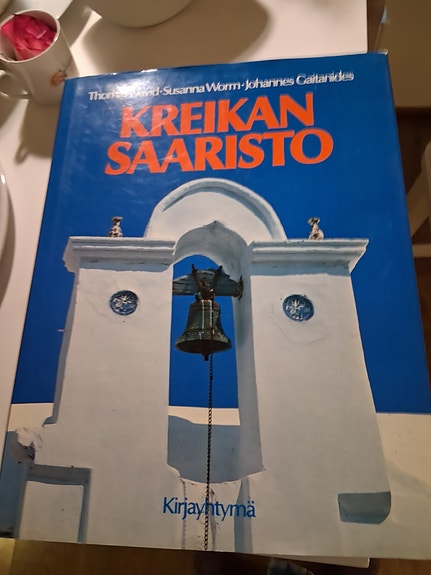 Susanna Worm · Johannes Gaitanides
KREIKAN
SAARISTO
Kirjayhtymä